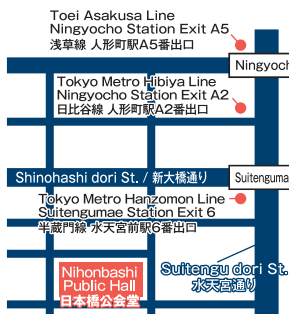 Toei Asakusa Line
Ningyocho Station Exit A5
浅草線 人形町駅A5番出口
Ningyoch
Tokyo Metro Hibiya Line
Ningyocho Station Exit A2
日比谷線 人形町駅A2番出口
Shinohashi dori St. / 新大橋通り
Suitenguma
Tokyo Metro Hanzomon Line
Suitengumae Station Exit 6
半蔵門線 水天宮前駅6番出口
Nihonbashi
Public Hall
日本橋公会堂
Suitengu dori St.
水天宮通り